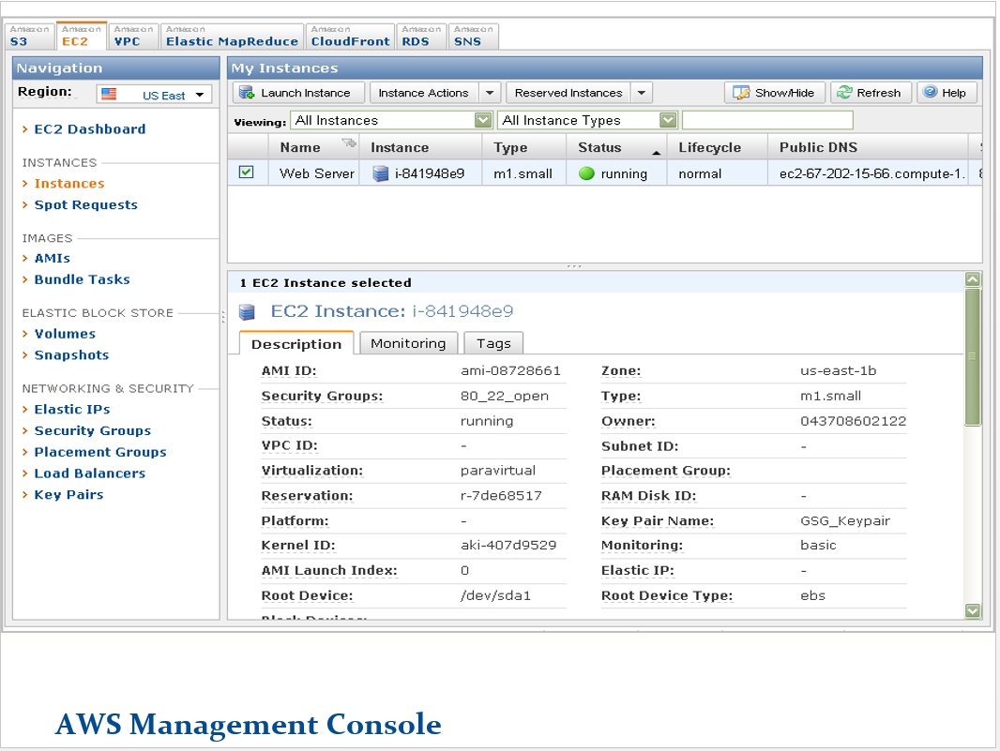 Amazon S3 Amazon EC2 Amazon VPC Amazon Elastic MapReduce Amazon CloudFront Amazon RDS Amazon SNS
Navigation
Region: US East
EC2 Dashboard
INSTANCES
Instances
Spot Requests
IMAGES
AMIs
Bundle Tasks
ELASTIC BLOCK STORE
Volumes
Snapshots
NETWORKING & SECURITY
Elastic IPs
Security Groups
Placement Groups
Load Balancers
Key Pairs
My Instances
Launch Instance Instance Actions Reserved Instances Show/Hide Refresh Help
Viewing: All Instances All Instance Types
Name Instance Type Status Lifecycle Public DNS
Web Server i-841948e9 m1.small running normal ec2-67-202-15-66.compute-1.
1 EC2 Instance selected
EC2 Instance: i-841948e9
Description Monitoring Tags
AMI ID: ami-08728661 Zone: us-east-1b
Security Groups: 80_22_open Type: m1.small
Status: running Owner: 043708602122
VPC ID: - Subnet ID: -
Virtualization: paravirtual Placement Group:
Reservation: r-7de68517 RAM Disk ID: -
Platform: - Key Pair Name: GSG_Keypair
Kernel ID: aki-407d9529 Monitoring: basic
AMI Launch Index: 0 Elastic IP: -
Root Device: /dev/sda1 Root Device Type: ebs
AWS Management Console